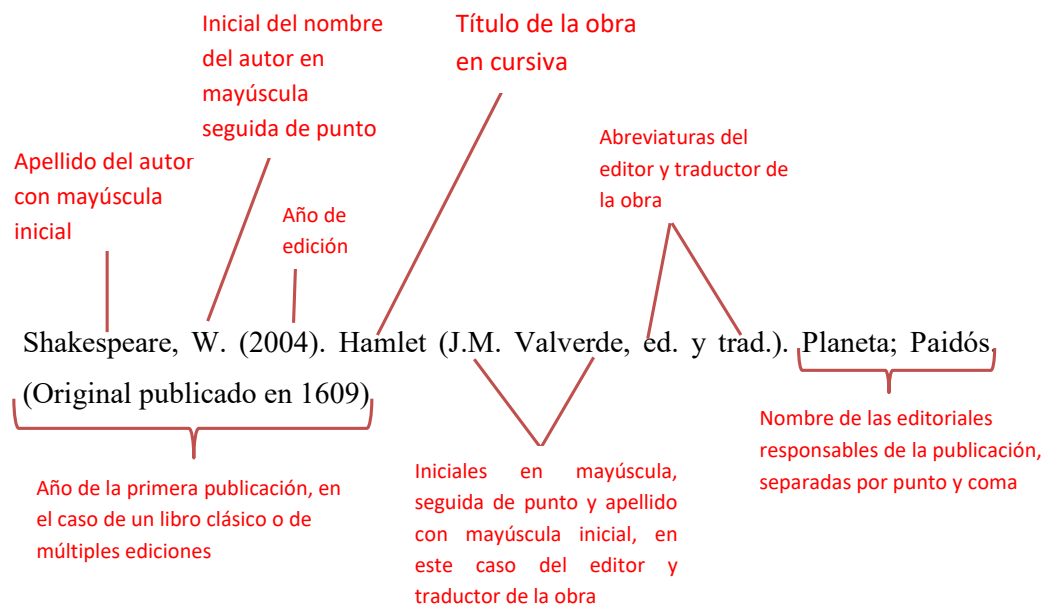 Inicial del nombre
del autor en
mayúscula
seguida de punto
Título de la obra
en cursiva
Apellido del autor
con mayúscula
inicial
Año de
edición
Abreviaturas del
editor y traductor de
la obra
Shakespeare, W. (2004). Hamlet (J.M. Valverde, ed. y trad.). Planeta; Paidós.
(Original publicado en 1609)
Año de la primera publicación, en
el caso de un libro clásico o de
múltiples ediciones
Iniciales en mayúscula,
seguida de punto y apellido
con mayúscula inicial, en
este caso del editor y
traductor de la obra
Nombre de las editoriales
responsables de la publicación,
separadas por punto y coma